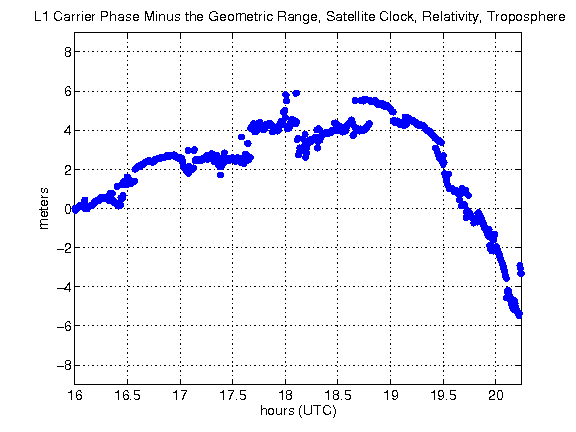 L1 Carrier Phase Minus the Geometric Range, Satellite Clock, Relativity, Troposphere
8
6
4
2
0
−2
−4
−6
−8
meters
16 16.5 17 17.5 18 18.5 19 19.5 20
hours (UTC)